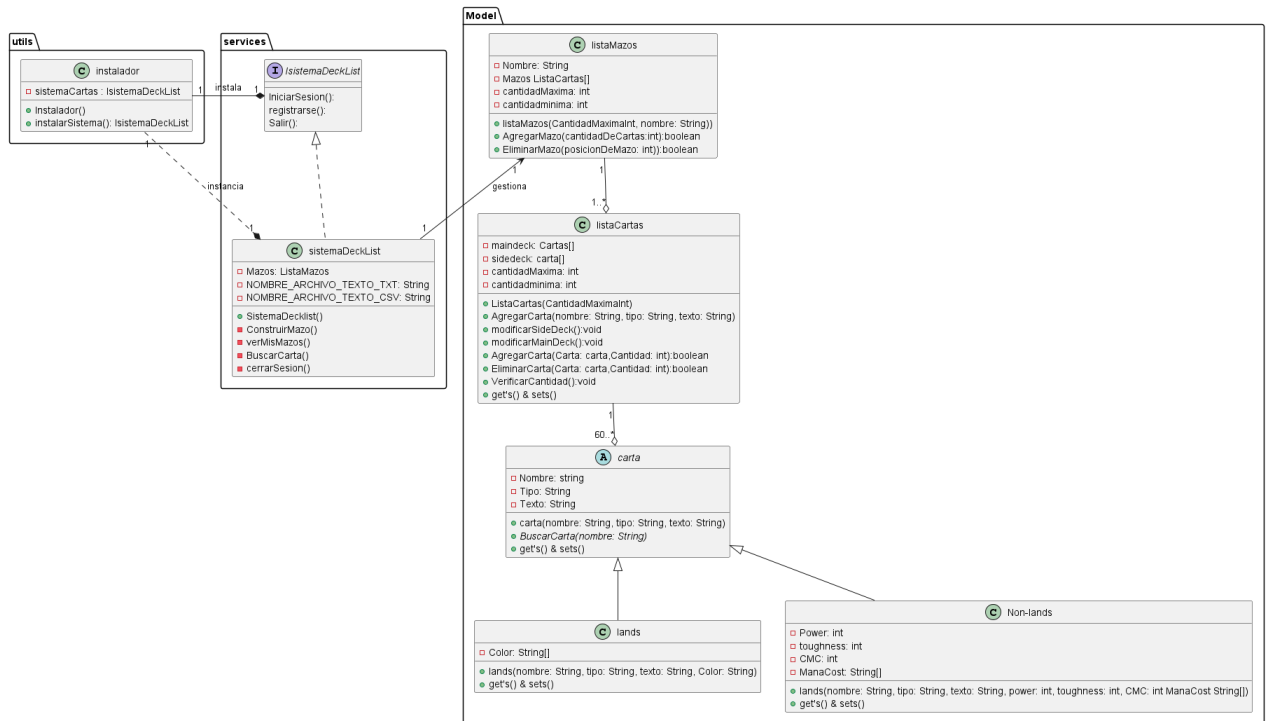 Model
utils
services
C listaMazos
Nombre: String
Mazos ListaCartas[]
cantidadMaxima: int
cantidadminima: int
listaMazos(CantidadMaximaInt, nombre: String))
AgregarMazo(cantidadDeCartas:int):boolean
EliminarMazo(posicionDeMazo: int)):boolean
C instalador
sistemaCartas : IsistemaDeckList
Instalador()
instalarSistema(): IsistemaDeckList
1 instala 1
I IsistemaDeckList
IniciarSesion():
registrarse():
Salir():
1
instancia
1
1
gestiona
1
1
1..*
C sistemaDeckList
Mazos: ListaMazos
NOMBRE_ARCHIVO_TEXTO_TXT: String
NOMBRE_ARCHIVO_TEXTO_CSV: String
SistemaDecklist()
ConstruirMazo()
verMisMazos()
BuscarCarta()
cerrarSesion()
C listaCartas
maindeck: Cartas[]
sidedeck: carta[]
cantidadMaxima: int
cantidadminima: int
ListaCartas(CantidadMaximaInt)
AgregarCarta(nombre: String, tipo: String, texto: String)
modificarSideDeck():void
modificarMainDeck():void
AgregarCarta(Carta: carta,Cantidad: int):boolean
EliminarCarta(Carta: carta,Cantidad: int):boolean
VerificarCantidad():void
get's() & sets()
1
60..*
A carta
Nombre: string
Tipo: String
Texto: String
carta(nombre: String, tipo: String, texto: String)
BuscarCarta(nombre: String)
get's() & sets()
C lands
Color: String[]
lands(nombre: String, tipo: String, texto: String, Color: String)
get's() & sets()
C Non-lands
Power: int
toughness: int
CMC: int
ManaCost: String[]
lands(nombre: String, tipo: String, texto: String, power: int, toughness: int, CMC: int ManaCost String[])
get's() & sets()